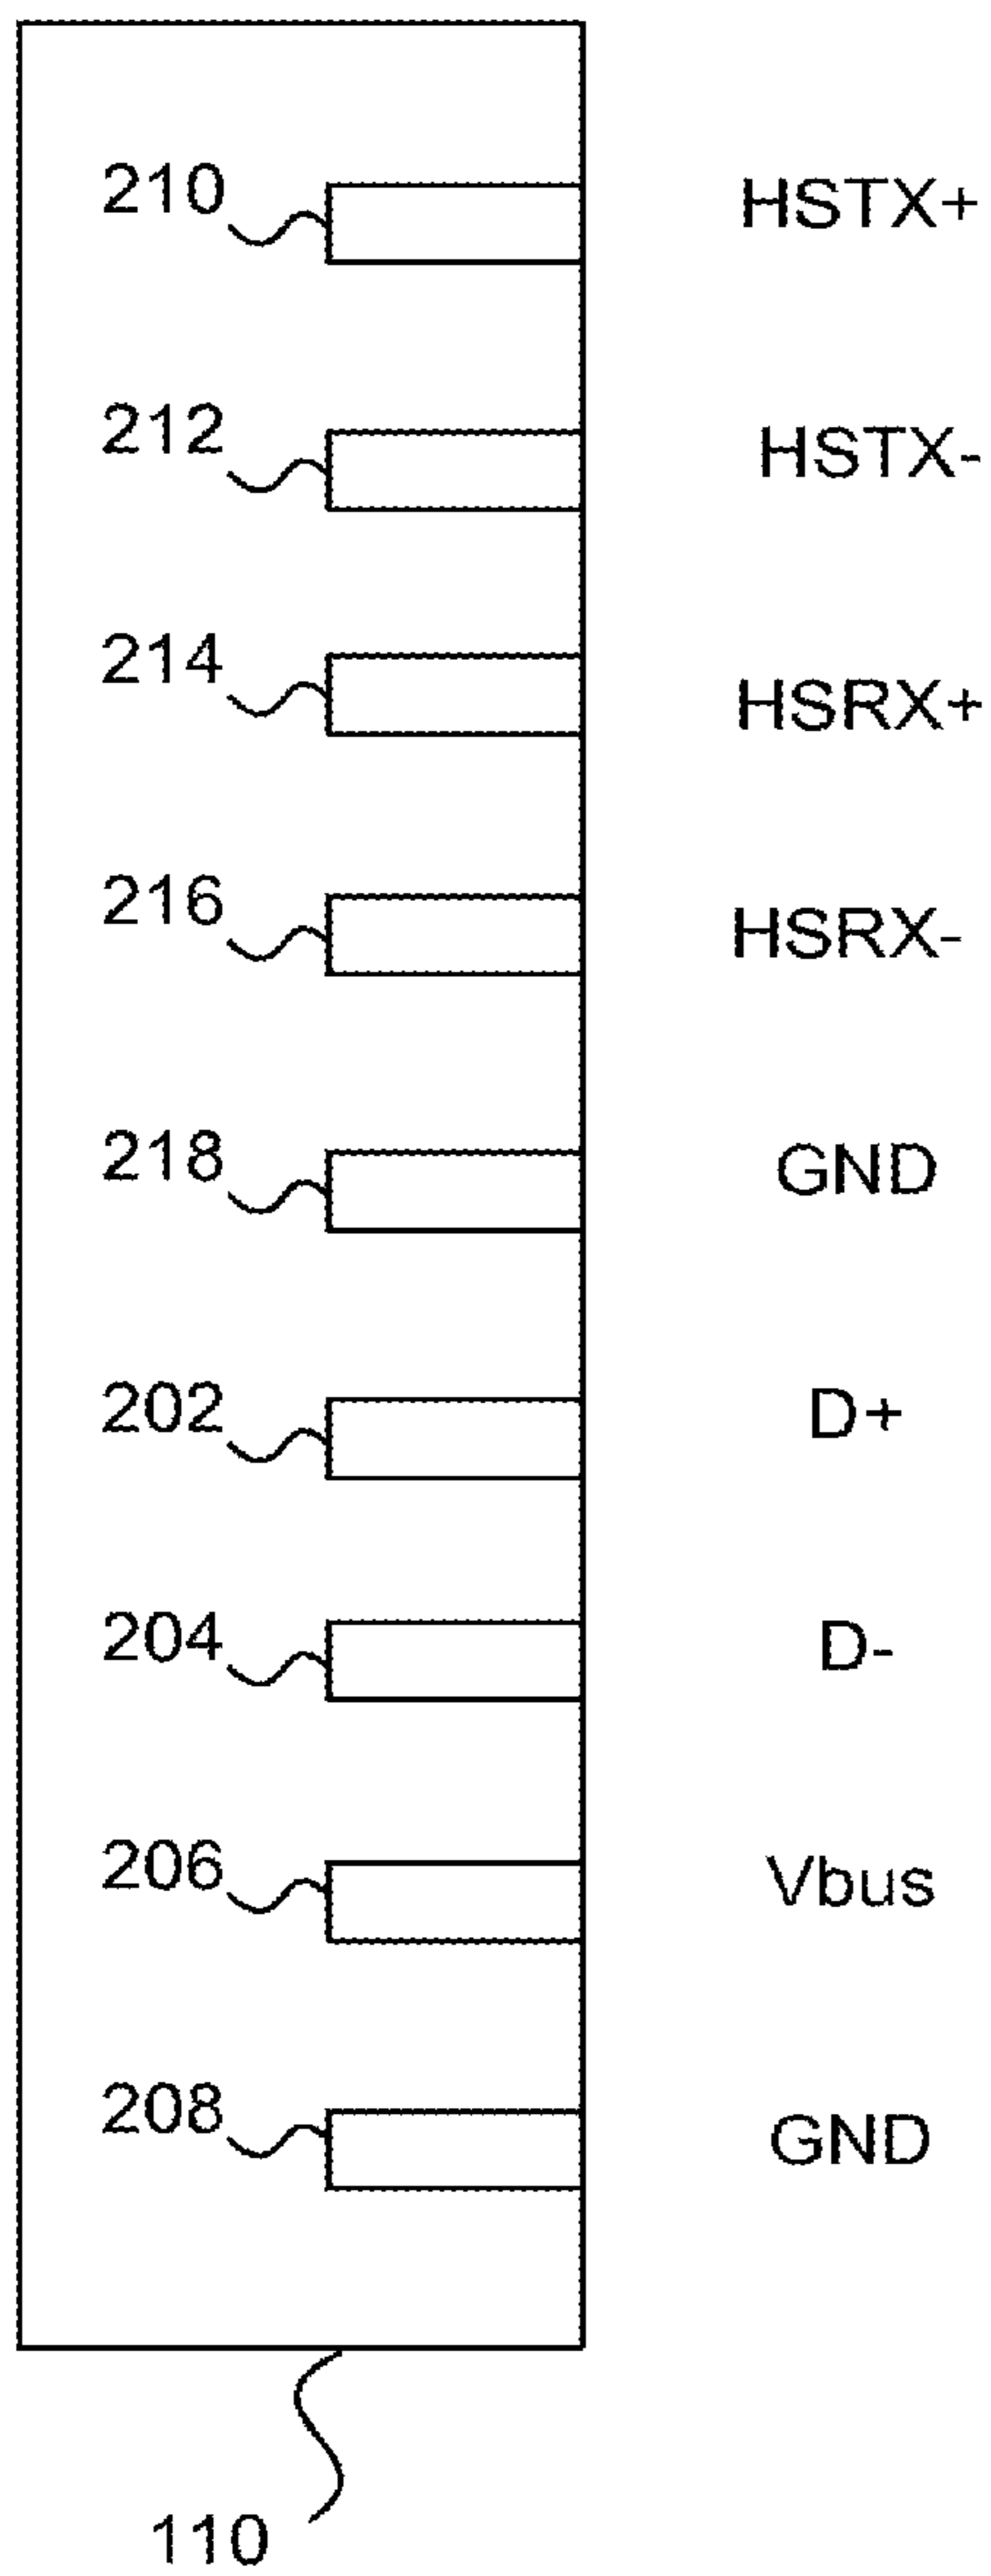 210 HSTX+
212 HSTX-
214 HSRX+
216 HSRX-
218 GND
202 D+
204 D-
206 Vbus
208 GND
110